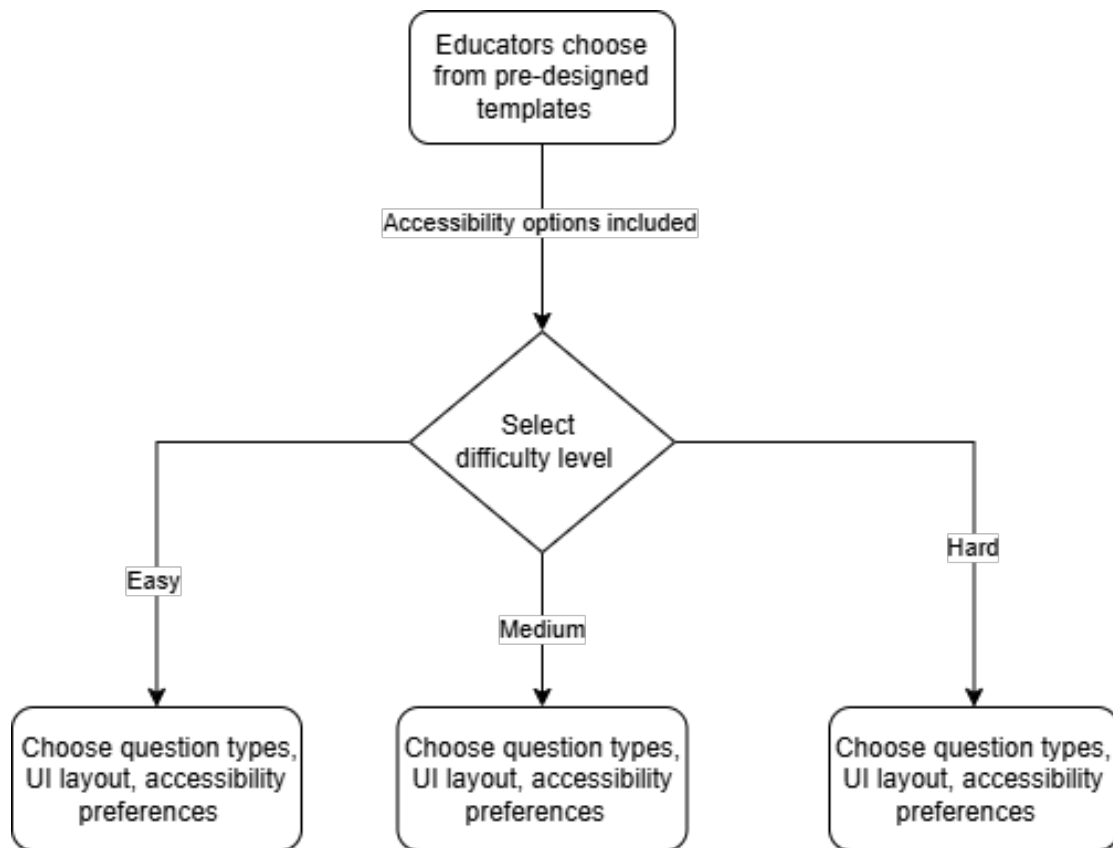 Educators choose
from pre-designed
templates
Accessibility options included
Select
difficulty level
Easy
Medium
Hard
Choose question types,
UI layout, accessibility
preferences
Choose question types,
UI layout, accessibility
preferences
Choose question types,
UI layout, accessibility
preferences